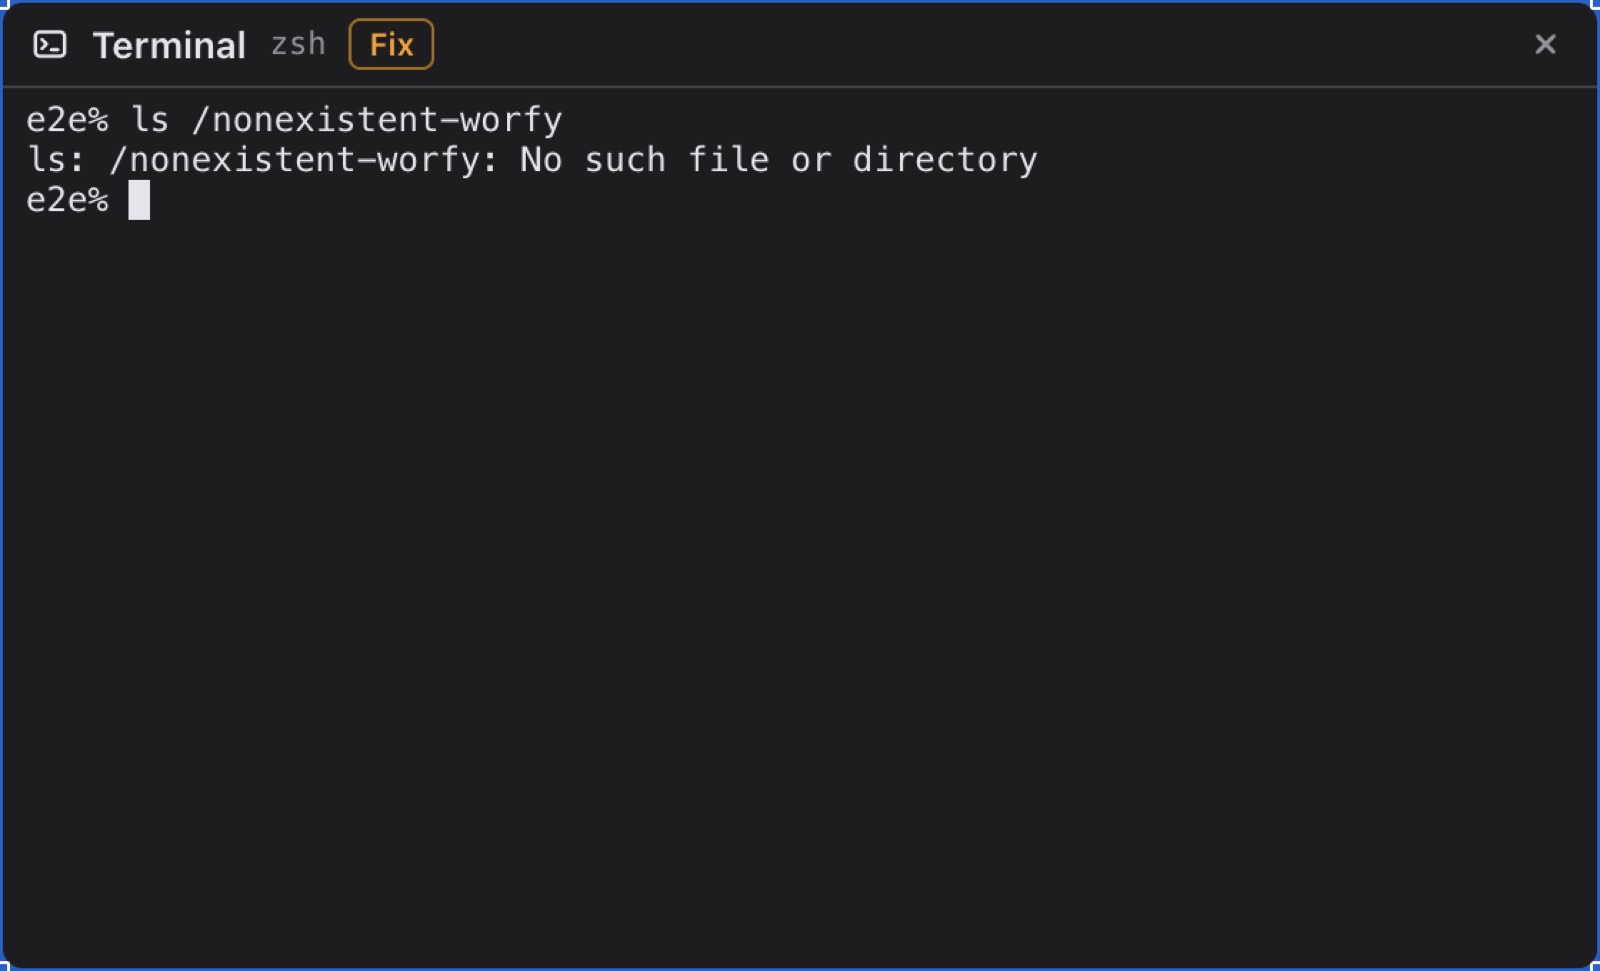 Terminal zsh Fix
e2e% ls /nonexistent-worfy
ls: /nonexistent-worfy: No such file or directory
e2e%